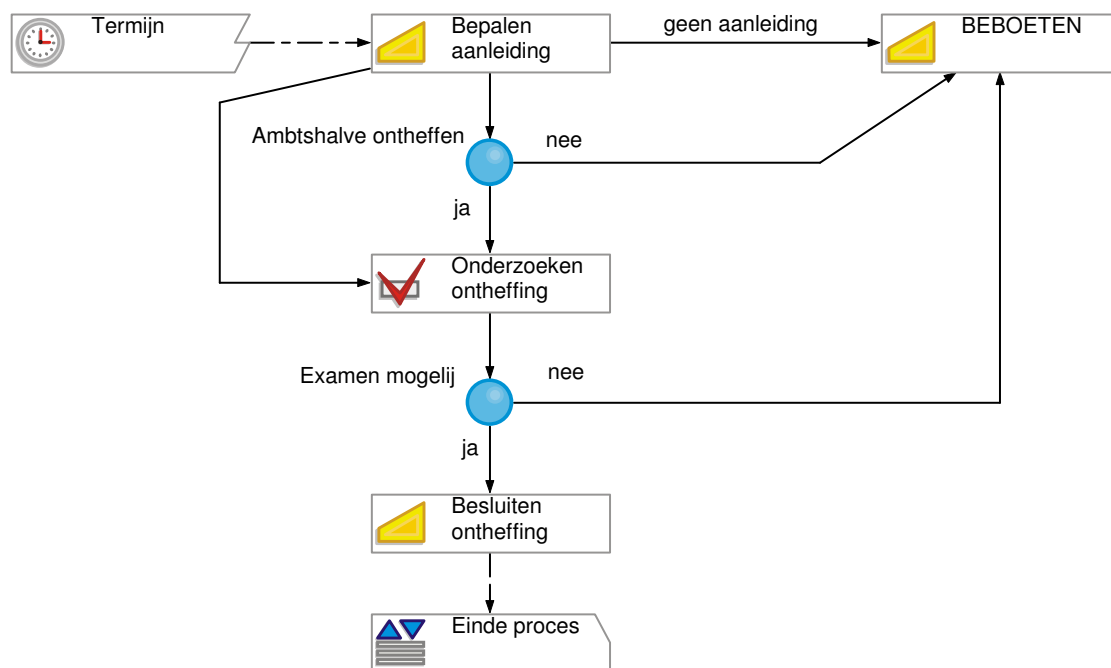 Termijn
Bepalen
aanleiding
geen aanleiding
BEBOETEN
Ambtshalve ontheffen
nee
ja
Onderzoeken
ontheffing
Examen mogelij
nee
ja
Besluiten
ontheffing
Einde proces